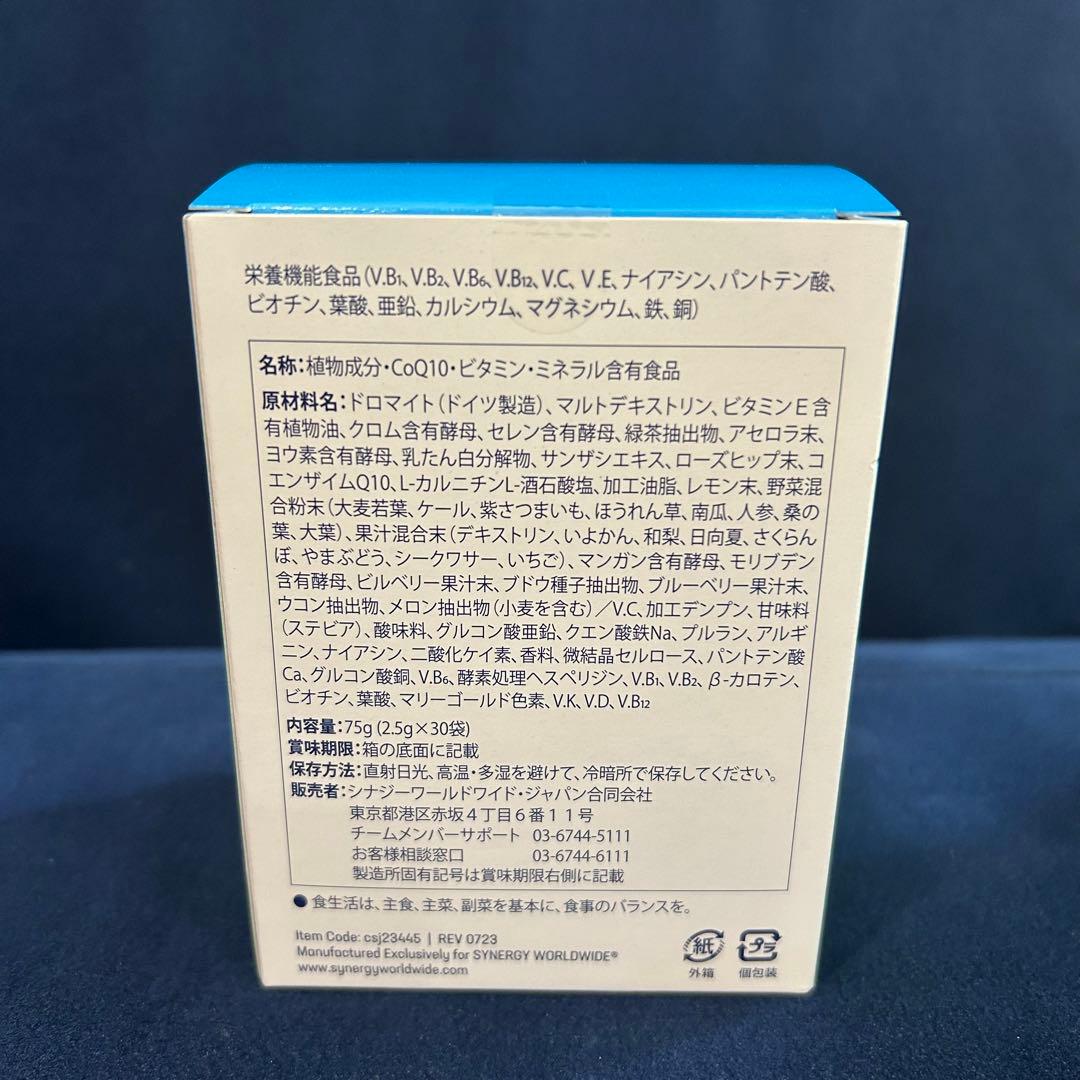 栄養機能食品(V.B1、V.B2、V.B6、V.B12、V.C、V.E、ナイアシン、パントテン酸、
ビオチン、葉酸、亜鉛、カルシウム、マグネシウム、鉄、銅)
名称:植物成分・CoQ10・ビタミン・ミネラル含有食品
原材料名:ドロマイト(ドイツ製造)、マルトデキストリン、ビタミンE含
有植物油、クロム含有酵母、セレン含有酵母、緑茶抽出物、アセロラ末、
ヨウ素含有酵母、乳たん白分解物、サンザシエキス、ローズヒップ末、コ
エンザイムQ10、L-カルニチンL-酒石酸塩、加工油脂、レモン末、野菜混
合粉末(大麦若葉、ケール、紫さつまいも、ほうれん草、南瓜、人参、桑の
葉、大葉)、果汁混合末(デキストリン、いよかん、和梨、日向夏、さくらん
ぼ、やまぶどう、シークワサー、いちご)、マンガン含有酵母、モリブデン
含有酵母、ビルベリー果汁末、ブドウ種子抽出物、ブルーベリー果汁末、
ウコン抽出物、メロン抽出物(小麦を含む)/V.C、加工デンプン、甘味料
(ステビア)、酸味料、グルコン酸亜鉛、クエン酸鉄Na、プルラン、アルギ
ニン、ナイアシン、二酸化ケイ素、香料、微結晶セルロース、パントテン酸
Ca、グルコン酸銅、V.B6、酵素処理ヘスペリジン、V.B1、V.B2、β-カロテン、
ビオチン、葉酸、マリーゴールド色素、V.K、V.D、V.B12
内容量:75g (2.5g×30袋)
賞味期限:箱の底面に記載
保存方法:直射日光、高温・多湿を避けて、冷暗所で保存してください。
販売者:シナジーワールドワイド・ジャパン合同会社
東京都港区赤坂4丁目6番11号
チームメンバーサポート 03-6744-5111
お客様相談窓口 03-6744-6111
製造所固有記号は賞味期限右側に記載
●食生活は、主食、主菜、副菜を基本に、食事のバランスを。
Item Code: csj23445 | REV 0723
Manufactured Exclusively for SYNERGY WORLDWIDE®
www.synergyworldwide.com
紙 プラ
外箱 個包装